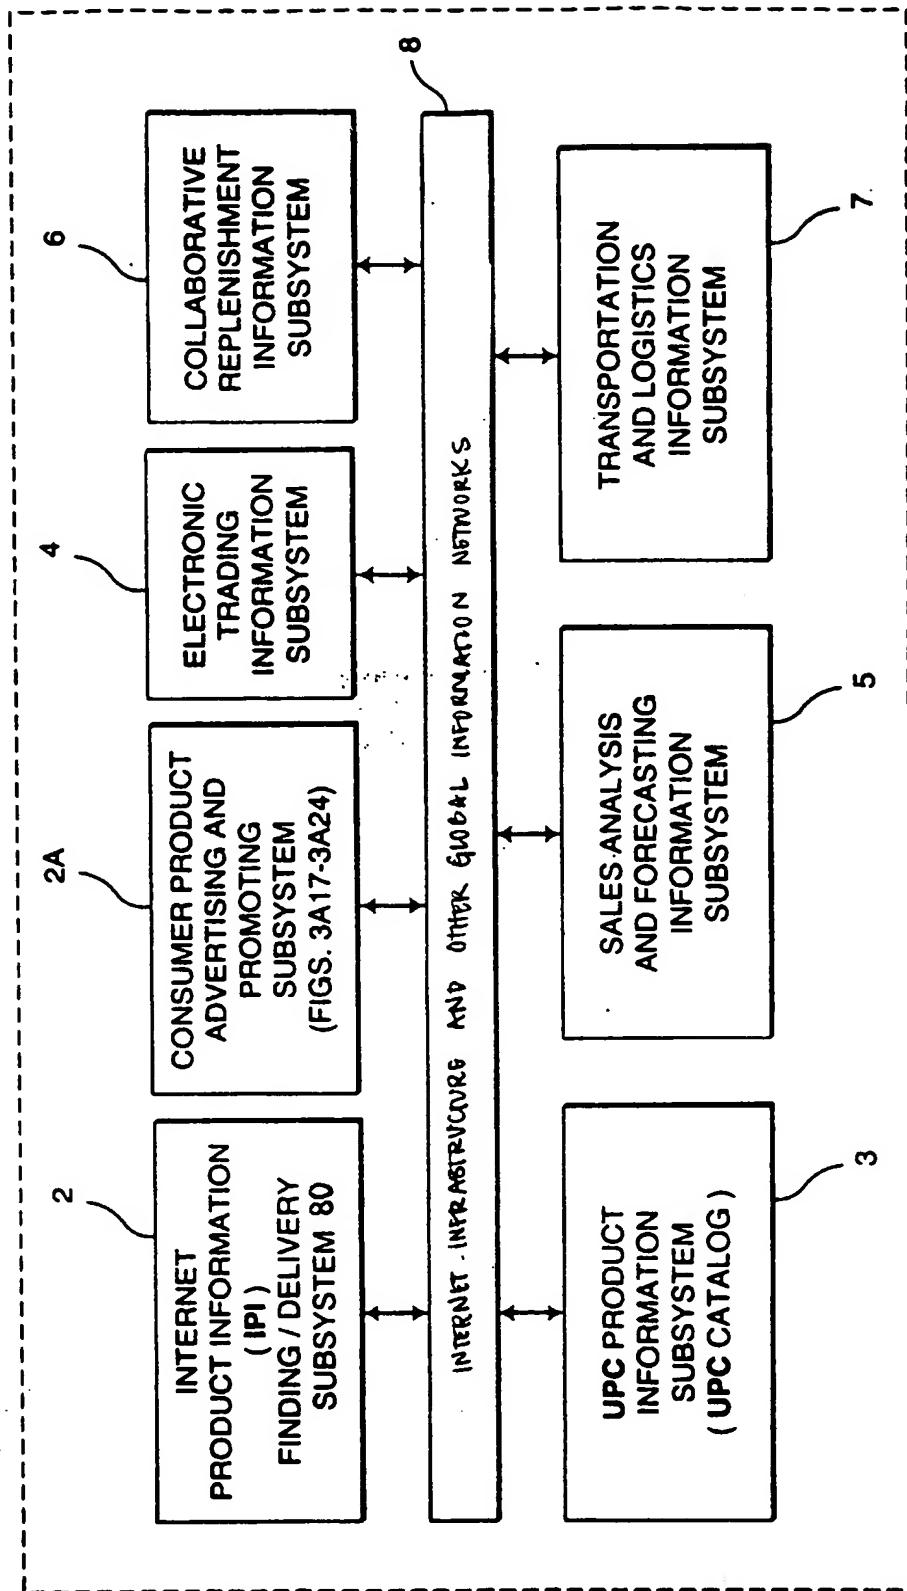 2
INTERNET
PRODUCT INFORMATION
( IPI )
FINDING / DELIVERY
SUBSYSTEM 80
2A
CONSUMER PRODUCT
ADVERTISING AND
PROMOTING
SUBSYSTEM
(FIGS. 3A17-3A24)
4
ELECTRONIC
TRADING
INFORMATION
SUBSYSTEM
6
COLLABORATIVE
REPLENISHMENT
INFORMATION
SUBSYSTEM
8
INTERNET INFRASTRUCTURE AND OTHER GLOBAL INFORMATION NETWORKS
UPC PRODUCT
INFORMATION
SUBSYSTEM
( UPC CATALOG )
3
SALES ANALYSIS
AND FORECASTING
INFORMATION
SUBSYSTEM
5
TRANSPORTATION
AND LOGISTICS
INFORMATION
SUBSYSTEM
7